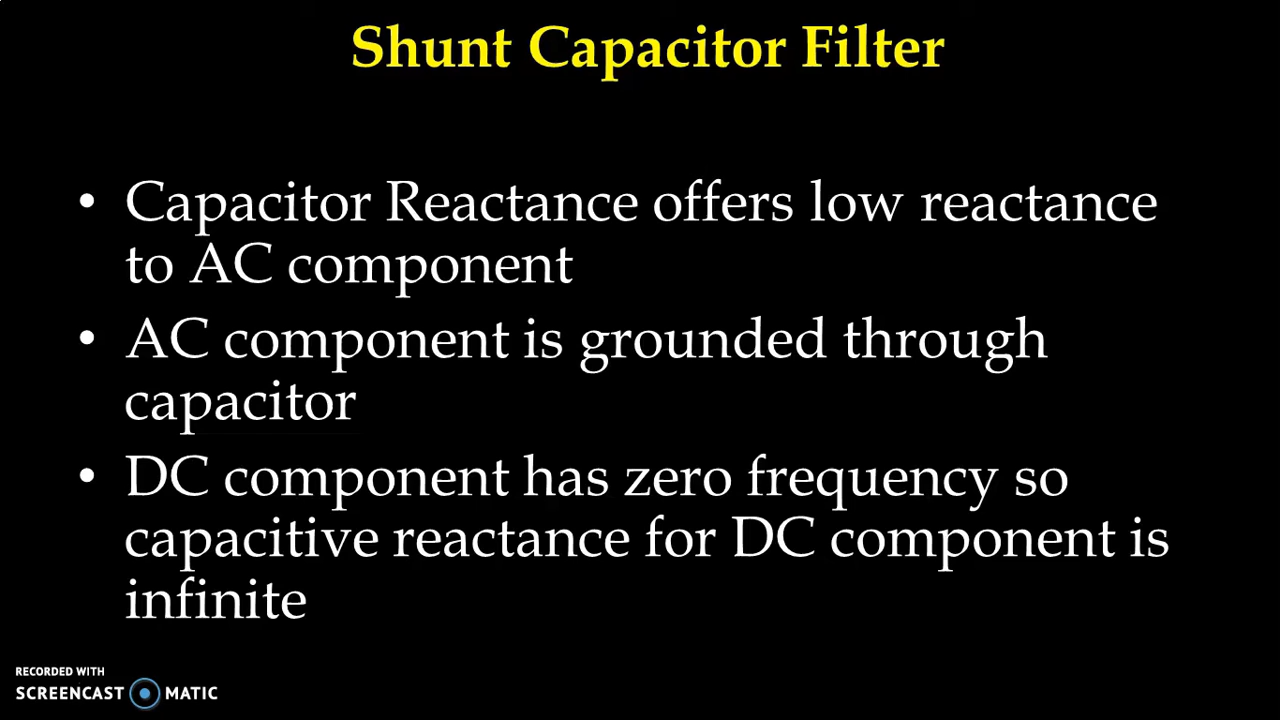 Shunt Capacitor Filter
• Capacitor Reactance offers low reactance
to AC component
• AC component is grounded through
capacitor
• DC component has zero frequency so
capacitive reactance for DC component is
infinite
RECORDED WITH
SCREENCAST MATIC